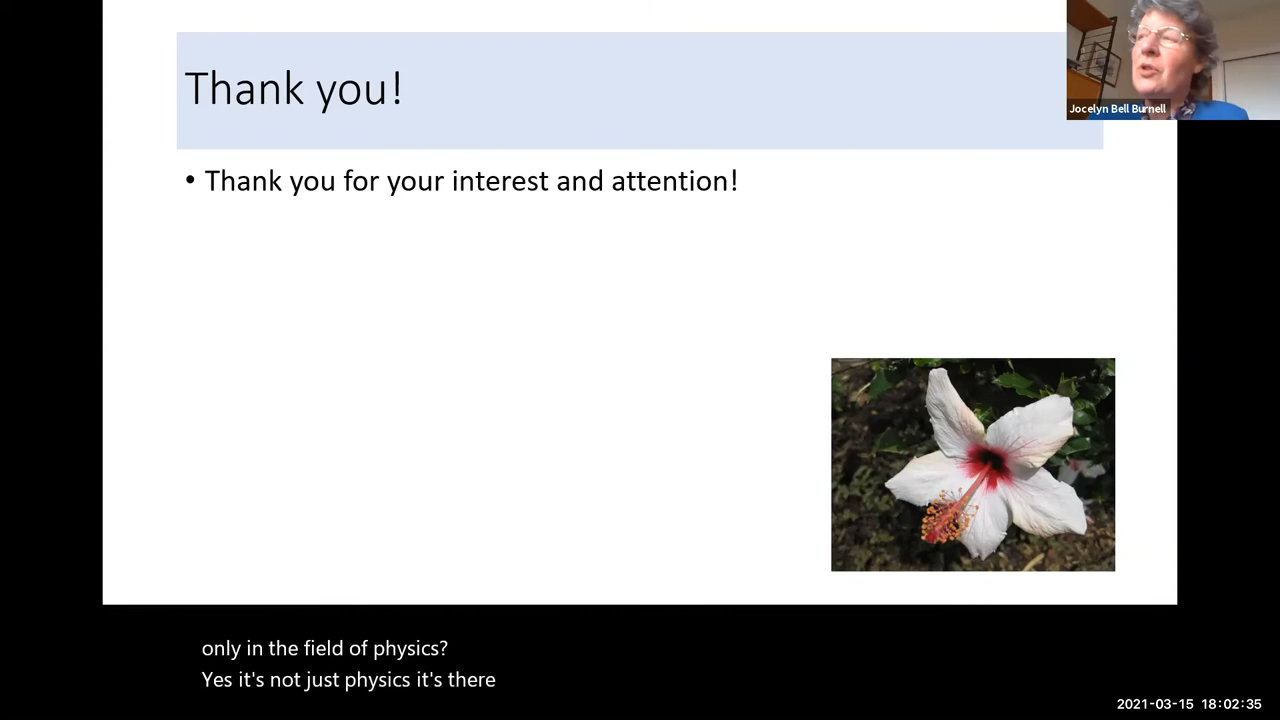 Thank you!
Jocelyn Bell Burnell
• Thank you for your interest and attention!
only in the field of physics?
Yes it's not just physics it's there
2021-03-15 18:02:35